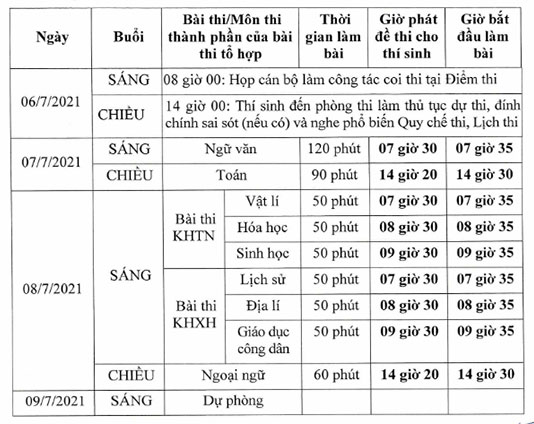 Ngày
Buổi
Bài thi/Môn thi
thành phần của bài
thi tổ hợp
Thời
gian làm
bài
Giờ phát
đề thi cho
thí sinh
Giờ bắt
đầu làm
bài
06/7/2021
SÁNG
08 giờ 00: Họp cán bộ làm công tác coi thi tại Điểm thi
CHIỀU
14 giờ 00: Thí sinh đến phòng thi làm thủ tục dự thi, đính
chính sai sót (nếu có) và nghe phổ biến Quy chế thi, Lịch thi
07/7/2021
SÁNG
Ngữ văn
120 phút
07 giờ 30
07 giờ 35
CHIỀU
Toán
90 phút
14 giờ 20
14 giờ 30
08/7/2021
SÁNG
Bài thi
KHTN
Vật lí
50 phút
07 giờ 30
07 giờ 35
Hóa học
50 phút
08 giờ 30
08 giờ 35
Sinh học
50 phút
09 giờ 30
09 giờ 35
Bài thi
KHXH
Lịch sử
50 phút
07 giờ 30
07 giờ 35
Địa lí
50 phút
08 giờ 30
08 giờ 35
Giáo dục
công dân
50 phút
09 giờ 30
09 giờ 35
CHIỀU
Ngoại ngữ
60 phút
14 giờ 20
14 giờ 30
09/7/2021
SÁNG
Dự phòng